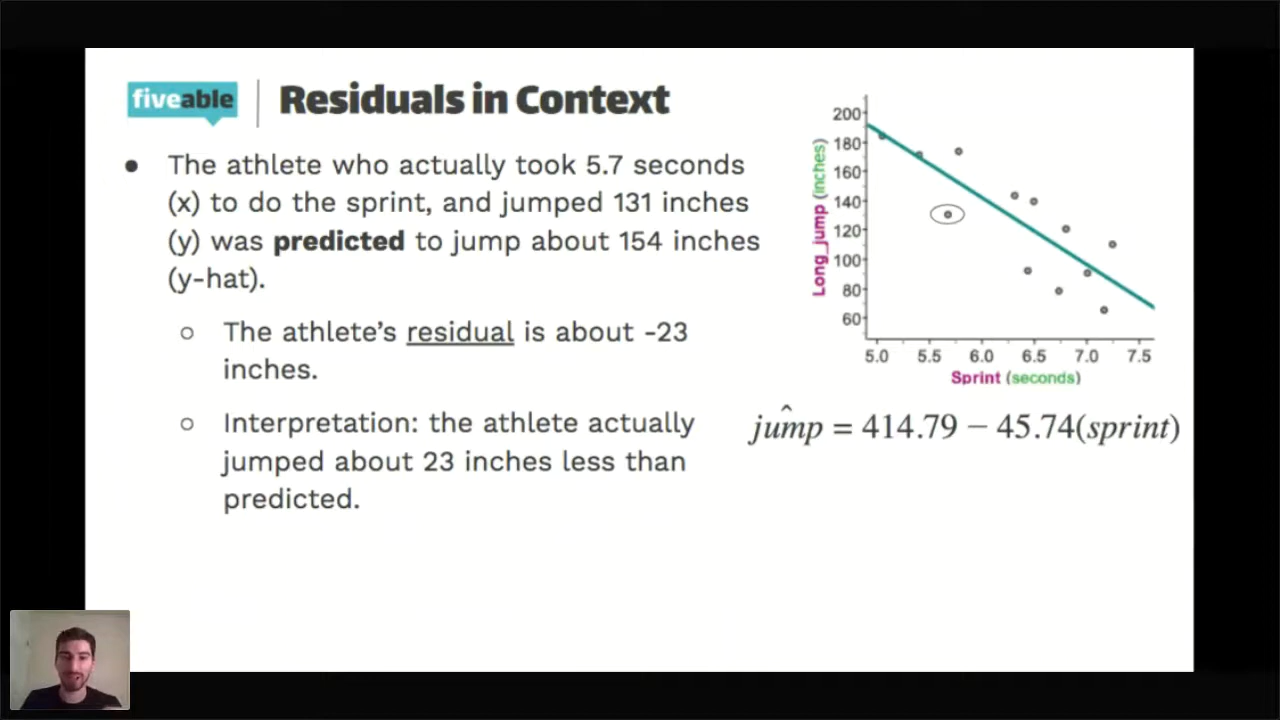 fiveable
Residuals in Context
● The athlete who actually took 5.7 seconds
(x) to do the sprint, and jumped 131 inches
(y) was predicted to jump about 154 inches
(y-hat).
○ The athlete’s residual is about -23
inches.
○ Interpretation: the athlete actually
jumped about 23 inches less than
predicted.
Long_jump (inches)
200
180
160
140
120
100
80
60
5.0 5.5 6.0 6.5 7.0 7.5
Sprint (seconds)
jump̂ = 414.79 − 45.74(sprint)